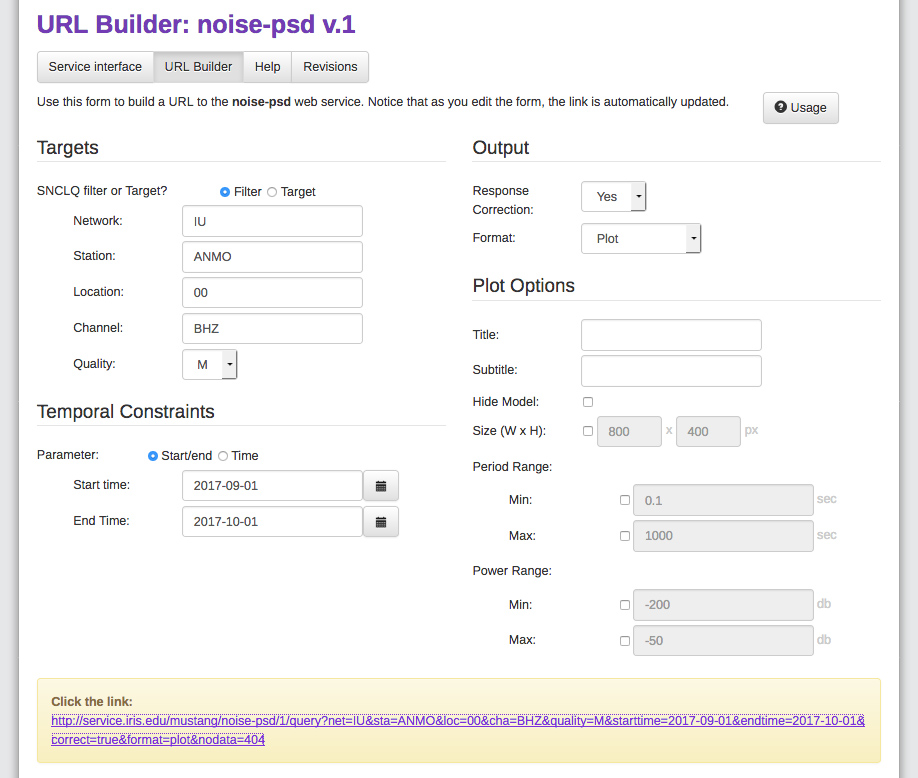 URL Builder: noise-psd v.1
Service interface URL Builder Help Revisions
Use this form to build a URL to the noise-psd web service. Notice that as you edit the form, the link is automatically updated.
Usage
Targets
SNCLQ filter or Target? Filter Target
Network: IU
Station: ANMO
Location: 00
Channel: BHZ
Quality: M
Temporal Constraints
Parameter: Start/end Time
Start time: 2017-09-01
End Time: 2017-10-01
Output
Response
Correction: Yes
Format: Plot
Plot Options
Title:
Subtitle:
Hide Model:
Size (W x H): 800 x 400 px
Period Range:
Min: 0.1 sec
Max: 1000 sec
Power Range:
Min: -200 db
Max: -50 db
Click the link:
http://service.iris.edu/mustang/noise-psd/1/query?net=IU&sta=ANMO&loc=00&cha=BHZ&quality=M&starttime=2017-09-01&endtime=2017-10-01&
correct=true&format=plot&nodata=404